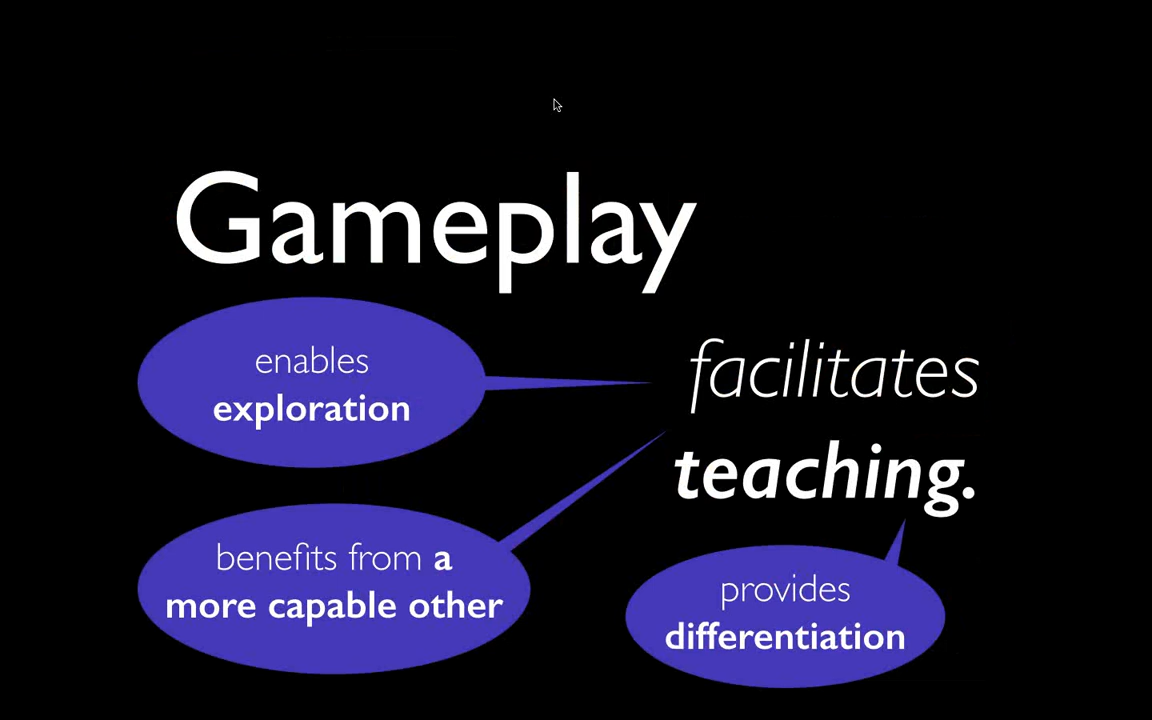 Gameplay
facilitates
teaching.
enables
exploration
benefits from a
more capable other
provides
differentiation